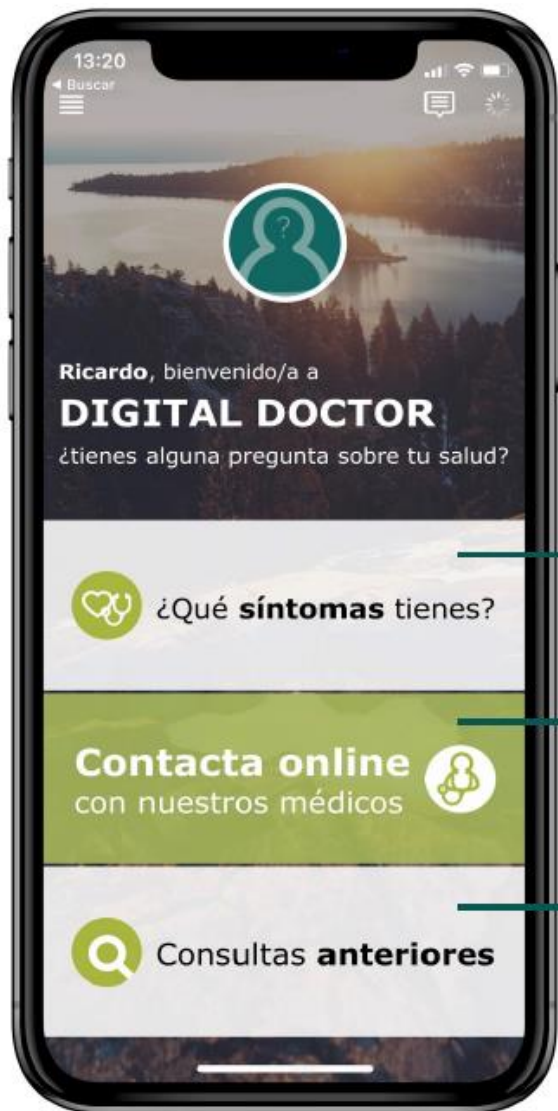 13:20
◀ Buscar
?
Ricardo, bienvenido/a a
DIGITAL DOCTOR
¿tienes alguna pregunta sobre tu salud?
¿Qué síntomas tienes?
Contacta online
con nuestros médicos
Consultas anteriores